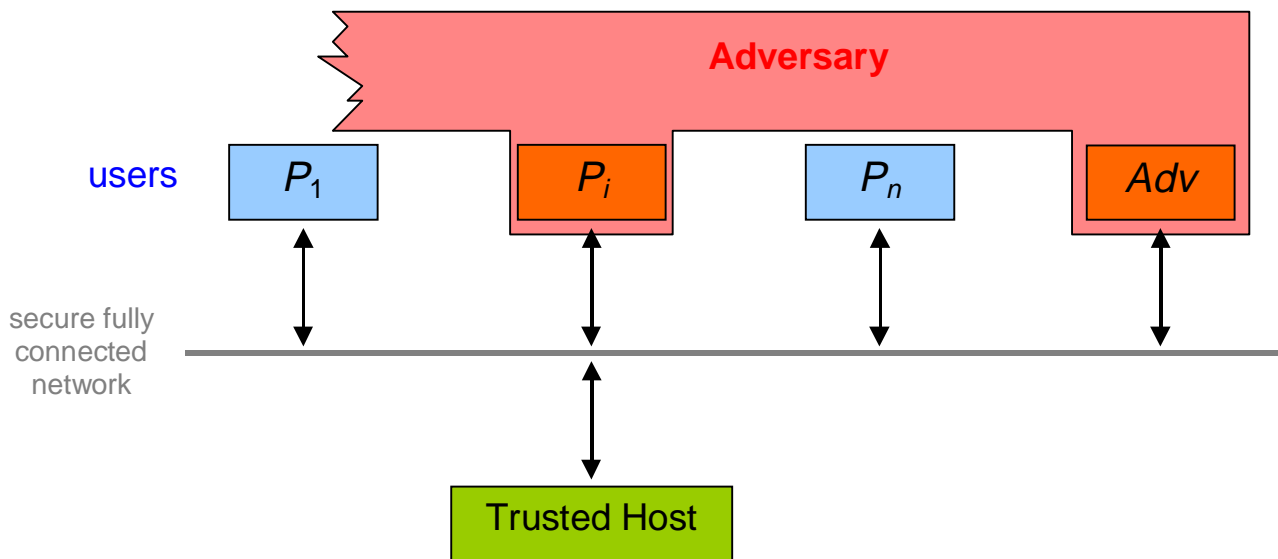 Adversary
users
P1
Pi
Pn
Adv
secure fully
connected
network
Trusted Host